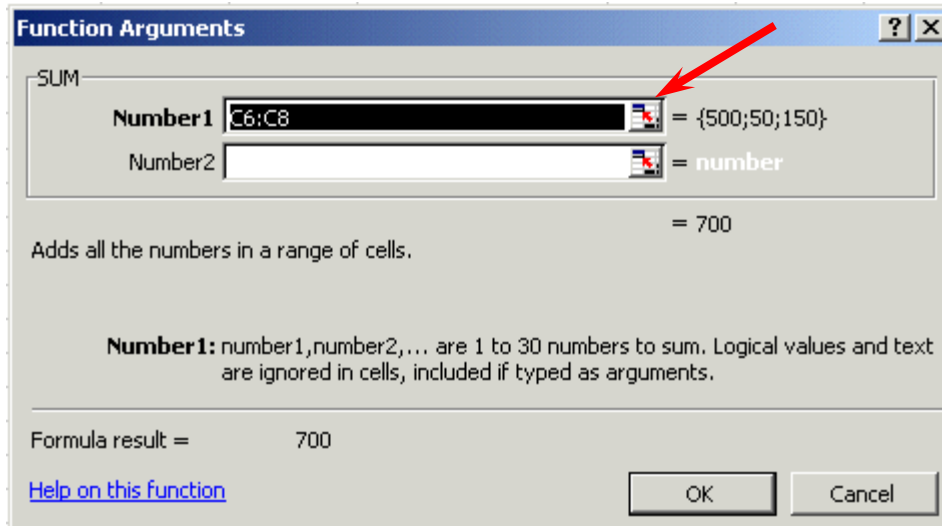 Function Arguments
SUM
Number1 C6:C8 = {500;50;150}
Number2 = number
= 700
Adds all the numbers in a range of cells.
Number1: number1,number2,... are 1 to 30 numbers to sum. Logical values and text
are ignored in cells, included if typed as arguments.
Formula result = 700
Help on this function OK Cancel